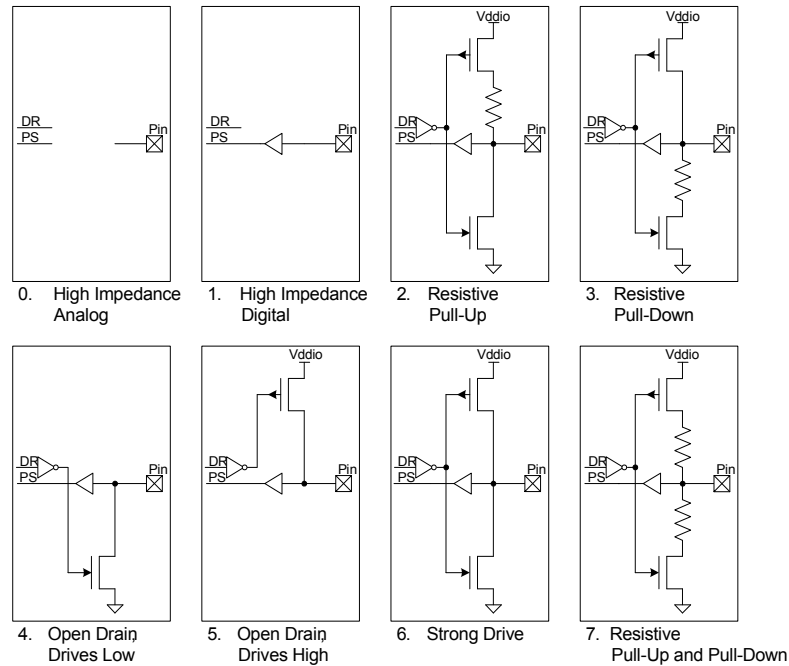 Vddio
Vddio
DR
PS
Pin
DR
PS
Pin
DR
PS
Pin
DR
PS
Pin
0. High Impedance
Analog
1. High Impedance
Digital
2. Resistive
Pull-Up
3. Resistive
Pull-Down
Vddio
Vddio
Vddio
DR
PS
Pin
DR
PS
Pin
DR
PS
Pin
DR
PS
Pin
4. Open Drain,
Drives Low
5. Open Drain,
Drives High
6. Strong Drive
7. Resistive
Pull-Up and Pull-Down